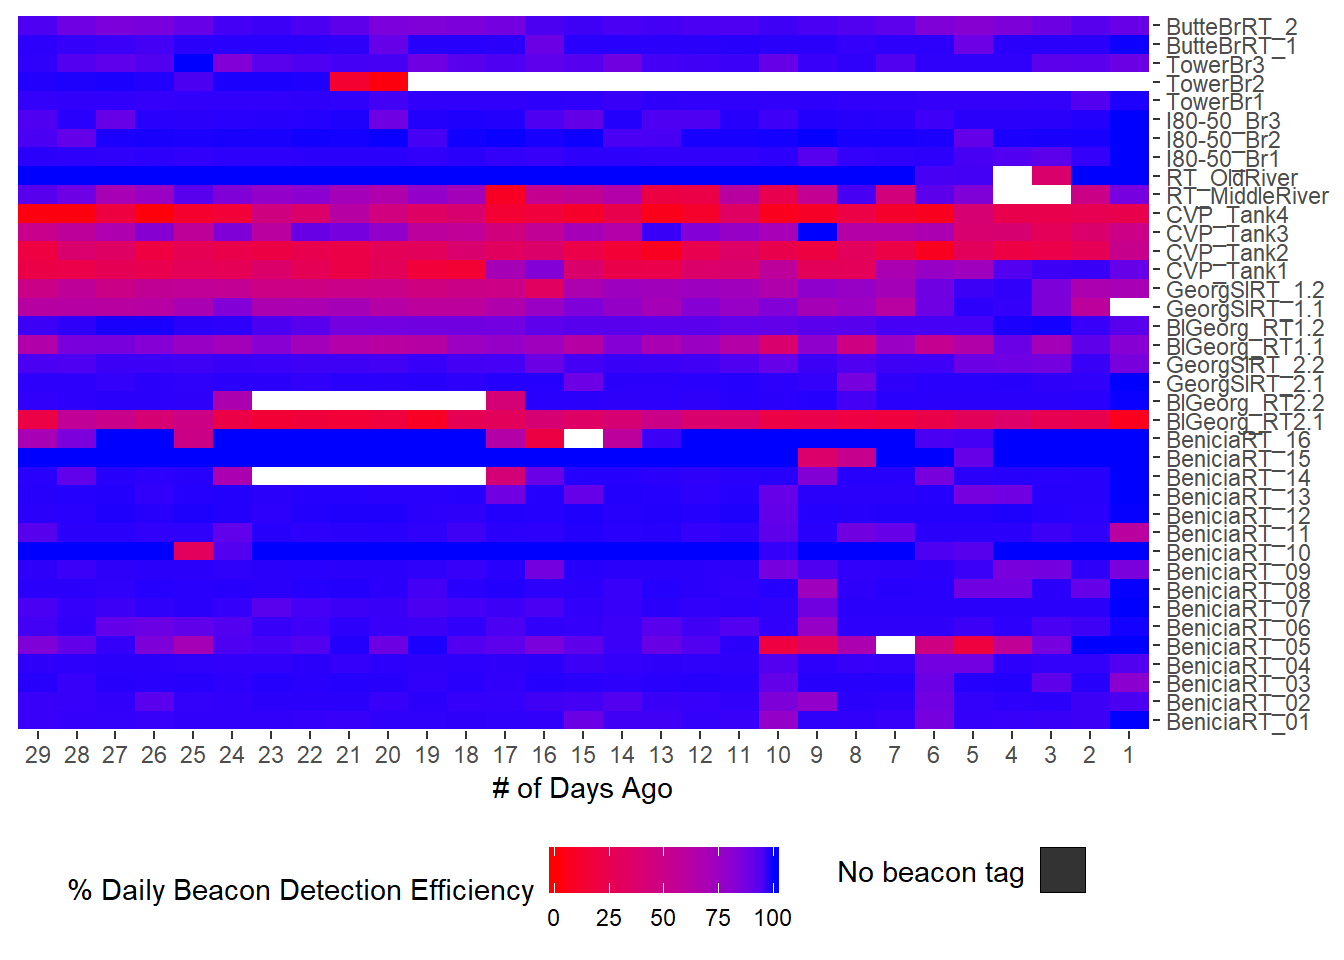 ButteBrRT_2
ButteBrRT_1
TowerBr3
TowerBr2
TowerBr1
I80-50_Br3
I80-50_Br2
I80-50_Br1
RT_OldRiver
RT_MiddleRiver
CVP_Tank4
CVP_Tank3
CVP_Tank2
CVP_Tank1
GeorgSlRT_1.2
GeorgSlRT_1.1
BlGeorg_RT1.2
BlGeorg_RT1.1
GeorgSlRT_2.2
GeorgSlRT_2.1
BlGeorg_RT2.2
BlGeorg_RT2.1
BeniciaRT_16
BeniciaRT_15
BeniciaRT_14
BeniciaRT_13
BeniciaRT_12
BeniciaRT_11
BeniciaRT_10
BeniciaRT_09
BeniciaRT_08
BeniciaRT_07
BeniciaRT_06
BeniciaRT_05
BeniciaRT_04
BeniciaRT_03
BeniciaRT_02
BeniciaRT_01
29 28 27 26 25 24 23 22 21 20 19 18 17 16 15 14 13 12 11 10 9 8 7 6 5 4 3 2 1
# of Days Ago
% Daily Beacon Detection Efficiency
0 25 50 75 100
No beacon tag